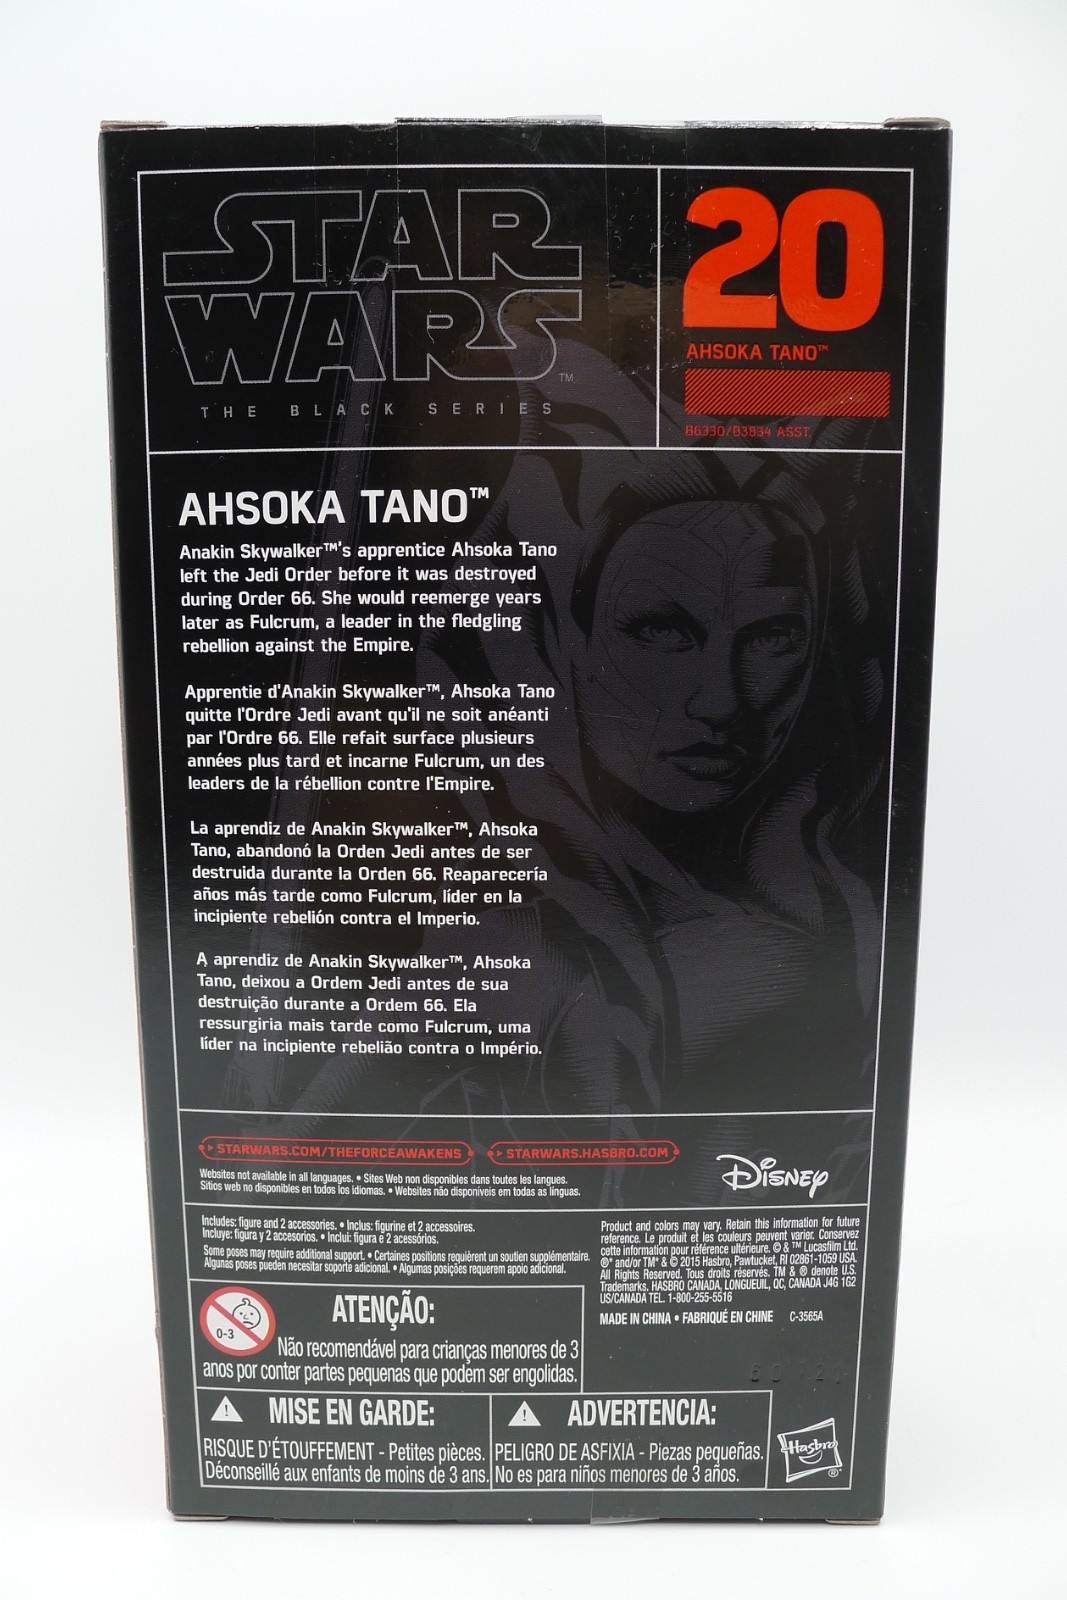 STAR
WARS™
THE BLACK SERIES
20
AHSOKA TANO™
B6330/B3834 ASST.
AHSOKA TANO™
Anakin Skywalker™'s apprentice Ahsoka Tano
left the Jedi Order before it was destroyed
during Order 66. She would reemerge years
later as Fulcrum, a leader in the fledgling
rebellion against the Empire.
Apprentie d'Anakin Skywalker™, Ahsoka Tano
quitte l'Ordre Jedi avant qu'il ne soit anéanti
par l'Ordre 66. Elle refait surface plusieurs
années plus tard et incarne Fulcrum, un des
leaders de la rébellion contre l'Empire.
La aprendiz de Anakin Skywalker™, Ahsoka
Tano, abandonó la Orden Jedi antes de ser
destruida durante la Orden 66. Reaparecería
años más tarde como Fulcrum, líder en la
incipiente rebelión contra el Imperio.
A aprendiz de Anakin Skywalker™, Ahsoka
Tano, deixou a Ordem Jedi antes de sua
destruição durante a Ordem 66. Ela
ressurgiria mais tarde como Fulcrum, uma
líder na incipiente rebelião contra o Império.
STARWARS.COM/THEFORCEAWAKENS
STARWARS.HASBRO.COM
Websites not available in all languages. • Sites Web non disponibles dans toutes les langues.
Sitios web no disponibles en todos los idiomas. • Websites não disponíveis em todas as línguas.
Disney
Includes: figure and 2 accessories. • Inclus: figurine et 2 accessoires.
Incluye: figura y 2 accesorios. • Inclui: figura e 2 acessórios.
Some poses may require additional support. • Certaines positions requièrent un soutien supplémentaire.
Algunas poses pueden necesitar soporte adicional. • Algumas posições requerem apoio adicional.
Product and colors may vary. Retain this information for future
reference. Le produit et les couleurs peuvent varier. Conservez
cette information pour référence ultérieure. © & ™ Lucasfilm Ltd.
®* and/or TM* & © 2015 Hasbro, Pawtucket, RI 02861-1059 USA.
All Rights Reserved. Tous droits réservés. TM & ® denote U.S.
Trademarks. HASBRO CANADA, LONGUEUIL, QC, CANADA J4G 1G2
US/CANADA TEL. 1-800-255-5516
MADE IN CHINA • FABRIQUÉ EN CHINE C-3565A
0-3
ATENÇÃO:
Não recomendável para crianças menores de 3
anos por conter partes pequenas que podem ser engolidas.
MISE EN GARDE:
RISQUE D'ÉTOUFFEMENT - Petites pièces.
Déconseillé aux enfants de moins de 3 ans.
ADVERTENCIA:
PELIGRO DE ASFIXIA - Piezas pequeñas.
No es para niños menores de 3 años.
Hasbro®